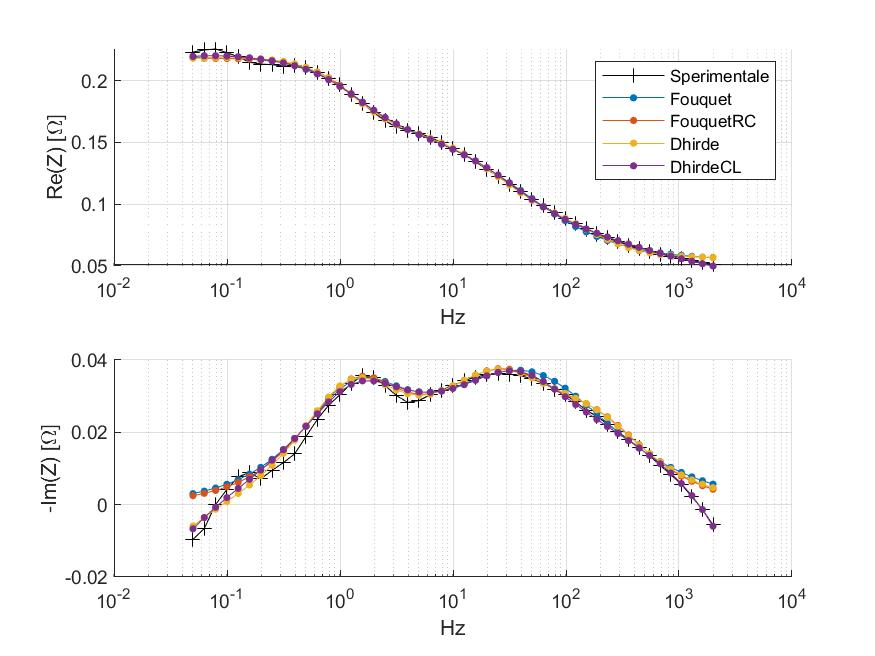 0.2
0.15
0.1
0.05
Re(Z) [Ω]
Sperimentale
Fouquet
FouquetRC
Dhirde
DhirdeCL
10^-2 10^-1 10^0 10^1 10^2 10^3 10^4
Hz
0.04
0.02
0
-0.02
-Im(Z) [Ω]
10^-2 10^-1 10^0 10^1 10^2 10^3 10^4
Hz